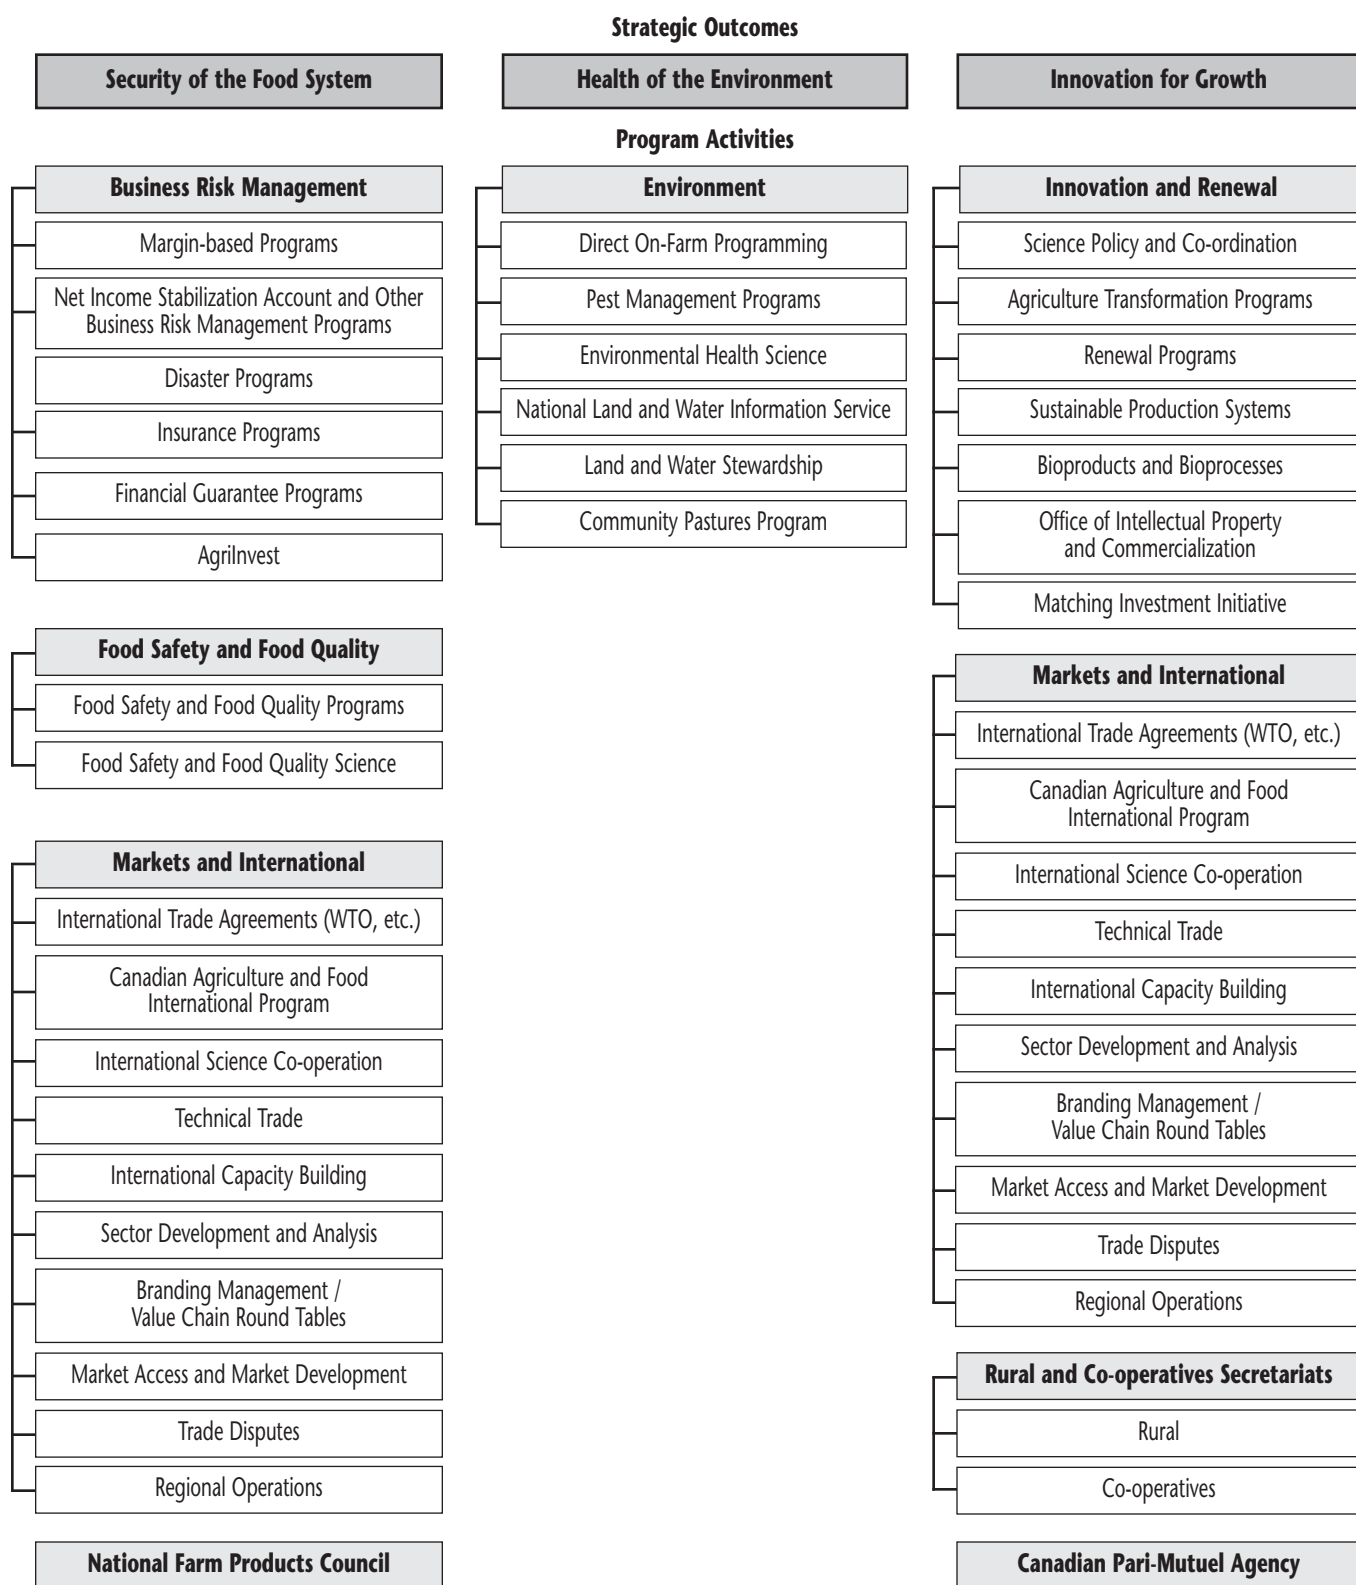 Strategic Outcomes
Security of the Food System
Health of the Environment
Innovation for Growth
Program Activities
Business Risk Management
Margin-based Programs
Net Income Stabilization Account and Other
Business Risk Management Programs
Disaster Programs
Insurance Programs
Financial Guarantee Programs
AgriInvest
Food Safety and Food Quality
Food Safety and Food Quality Programs
Food Safety and Food Quality Science
Markets and International
International Trade Agreements (WTO, etc.)
Canadian Agriculture and Food
International Program
International Science Co-operation
Technical Trade
International Capacity Building
Sector Development and Analysis
Branding Management /
Value Chain Round Tables
Market Access and Market Development
Trade Disputes
Regional Operations
National Farm Products Council
Environment
Direct On-Farm Programming
Pest Management Programs
Environmental Health Science
National Land and Water Information Service
Land and Water Stewardship
Community Pastures Program
Innovation and Renewal
Science Policy and Co-ordination
Agriculture Transformation Programs
Renewal Programs
Sustainable Production Systems
Bioproducts and Bioprocesses
Office of Intellectual Property
and Commercialization
Matching Investment Initiative
Markets and International
International Trade Agreements (WTO, etc.)
Canadian Agriculture and Food
International Program
International Science Co-operation
Technical Trade
International Capacity Building
Sector Development and Analysis
Branding Management /
Value Chain Round Tables
Market Access and Market Development
Trade Disputes
Regional Operations
Rural and Co-operatives Secretariats
Rural
Co-operatives
Canadian Pari-Mutuel Agency